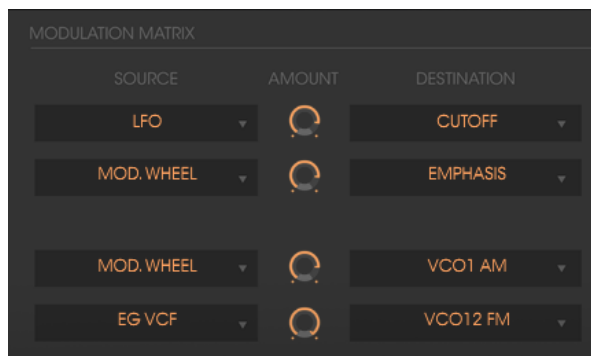 MODULATION MATRIX
SOURCE AMOUNT DESTINATION
LFO CUTOFF
MOD. WHEEL EMPHASIS
MOD. WHEEL VCO1 AM
EG VCF VCO12 FM